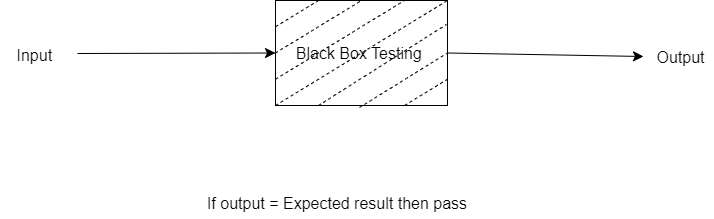 Input
Black Box Testing
Output
If output = Expected result then pass